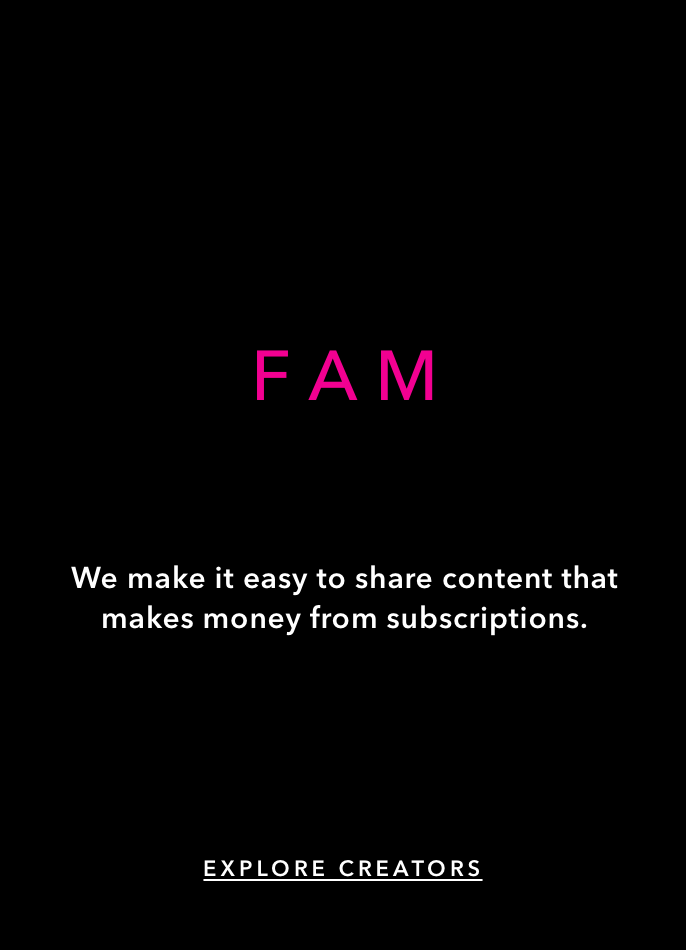 FAM
We make it easy to share content that
makes money from subscriptions.
EXPLORE CREATORS